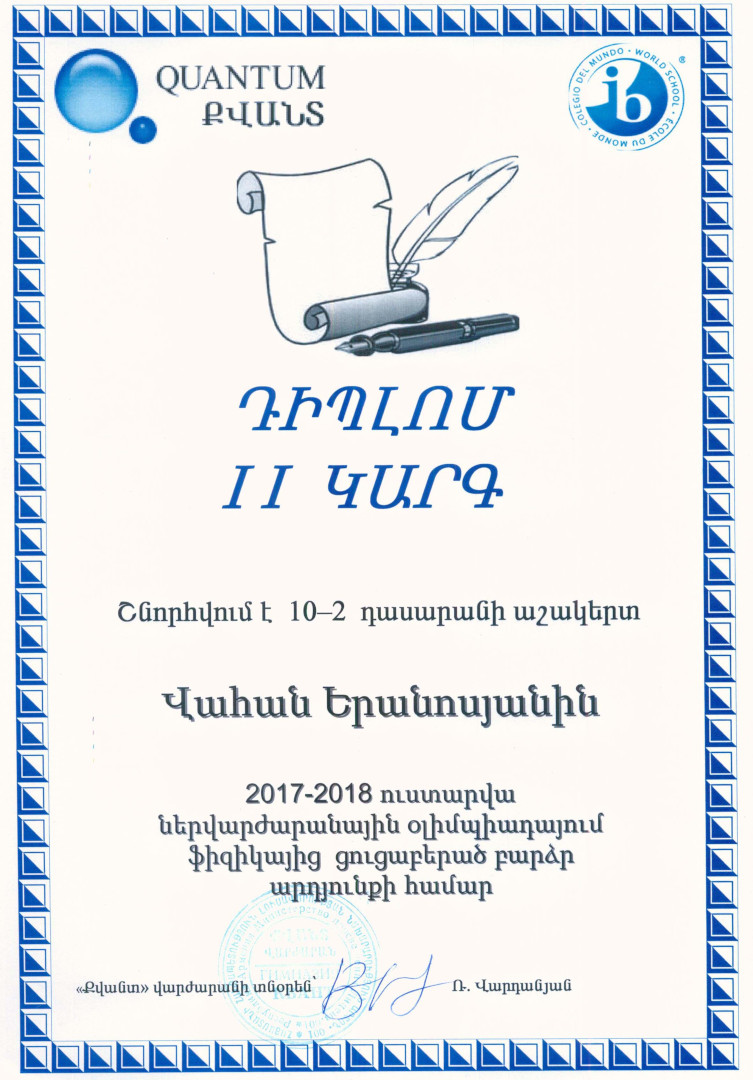 QUANTUM
ՔՎԱՆՏ
COLEGIO DEL MUNDO · WORLD SCHOOL · ÉCOLE DU MONDE ·
ib
®
ԴԻՊԼՈՄ
II ԿԱՐԳ
Շնորհվում է 10–2 դասարանի աշակերտ
Վահան Երանոսյանին
2017-2018 ուստարվա
ներվարժարանային օլիմպիադայում
ֆիզիկայից ցուցաբերած բարձր
արդյունքի համար
«Քվանտ» վարժարանի տնօրեն՝ Ռ. Վարդանյան